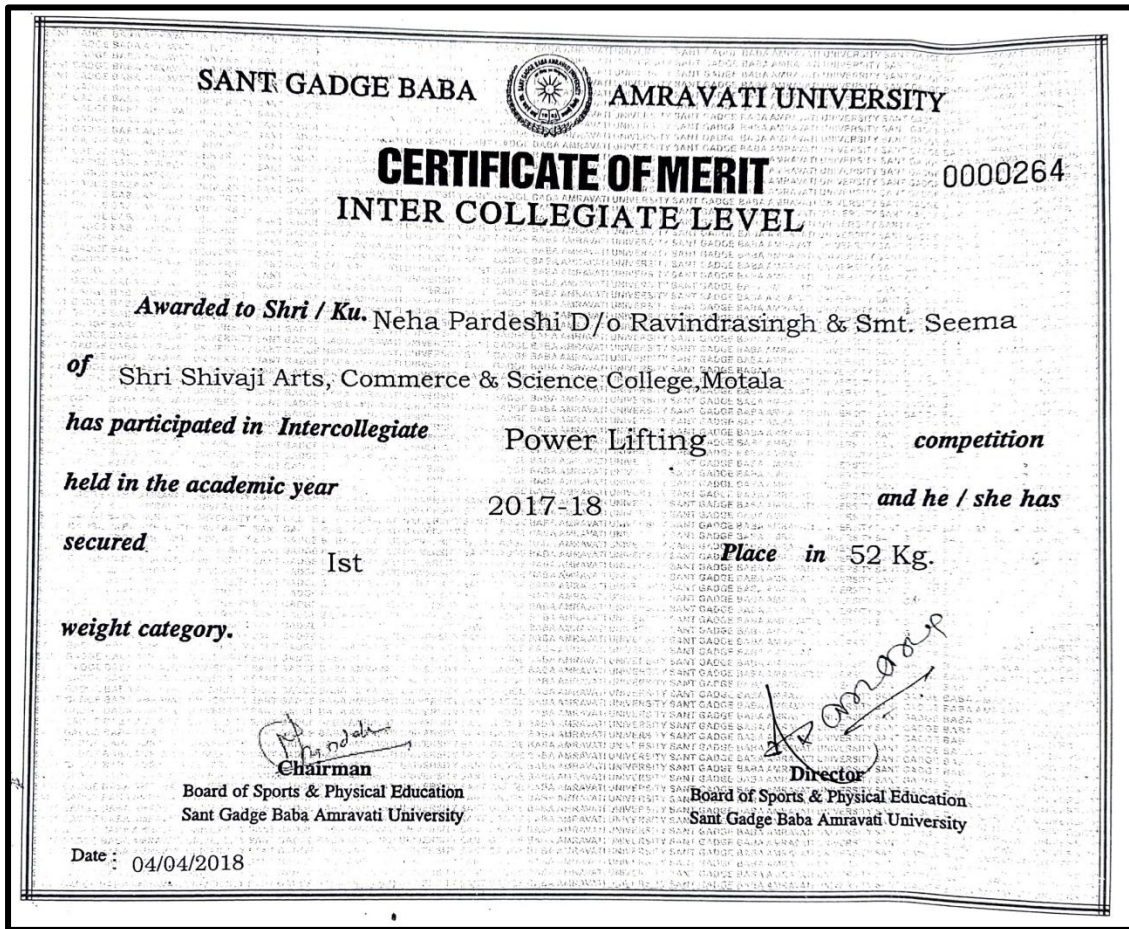 SANT GADGE BABA AMRAVATI UNIVERSITY
CERTIFICATE OF MERIT
0000264
INTER COLLEGIATE LEVEL
Awarded to Shri / Ku. Neha Pardeshi D/o Ravindrasingh & Smt. Seema
of Shri Shivaji Arts, Commerce & Science College,Motala
has participated in Intercollegiate Power Lifting competition
held in the academic year 2017-18 and he / she has
secured Ist Place in 52 Kg.
weight category.
Chairman
Board of Sports & Physical Education
Sant Gadge Baba Amravati University
Director
Board of Sports & Physical Education
Sant Gadge Baba Amravati University
Date : 04/04/2018